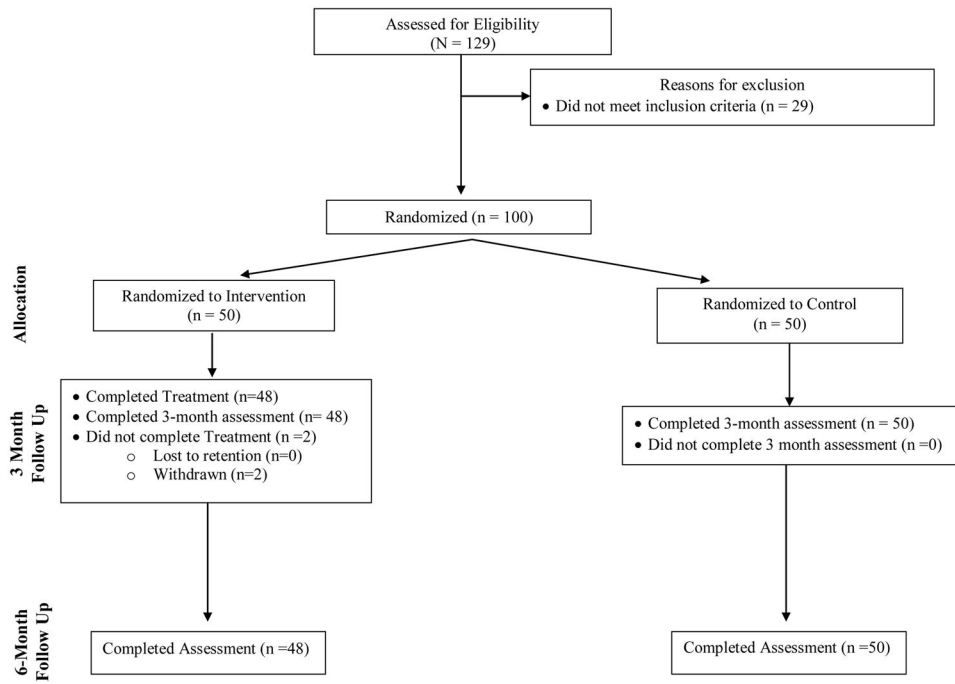 Assessed for Eligibility
(N = 129)
Reasons for exclusion
• Did not meet inclusion criteria (n = 29)
Randomized (n = 100)
Allocation
Randomized to Intervention
(n = 50)
Randomized to Control
(n = 50)
3 Month
Follow Up
• Completed Treatment (n=48)
• Completed 3-month assessment (n= 48)
• Did not complete Treatment (n =2)
o Lost to retention (n=0)
o Withdrawn (n=2)
• Completed 3-month assessment (n = 50)
• Did not complete 3 month assessment (n =0)
6-Month
Follow Up
Completed Assessment (n =48)
Completed Assessment (n =50)